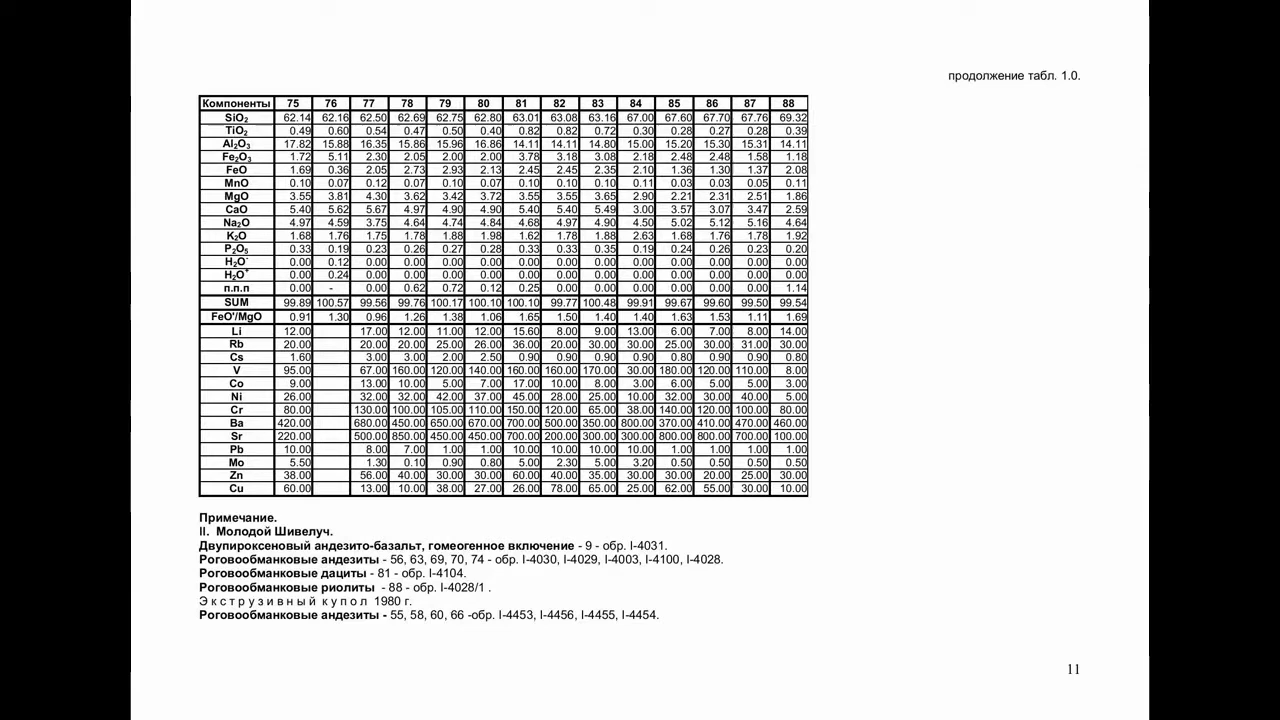 продолжение табл. 1.0.
Компоненты 75 76 77 78 79 80 81 82 83 84 85 86 87 88
SiO2 62.14 62.16 62.50 62.69 62.75 62.80 63.01 63.08 63.16 67.00 67.60 67.70 67.76 69.32
TiO2 0.49 0.60 0.54 0.47 0.50 0.40 0.82 0.82 0.72 0.30 0.28 0.27 0.28 0.39
Al2O3 17.82 15.88 16.35 15.86 15.96 16.86 14.11 14.11 14.80 15.00 15.20 15.30 15.31 14.11
Fe2O3 1.72 5.11 2.30 2.05 2.00 2.00 3.78 3.18 3.08 2.18 2.48 2.48 1.58 1.18
FeO 1.69 0.36 2.05 2.73 2.93 2.13 2.45 2.45 2.35 2.10 1.36 1.30 1.37 2.08
MnO 0.10 0.07 0.12 0.07 0.10 0.07 0.10 0.10 0.10 0.11 0.03 0.03 0.05 0.11
MgO 3.55 3.81 4.30 3.62 3.42 3.72 3.55 3.55 3.65 2.90 2.21 2.31 2.51 1.86
CaO 5.40 5.62 5.67 4.97 4.90 4.90 5.40 5.40 5.49 3.00 3.57 3.07 3.47 2.59
Na2O 4.97 4.59 3.75 4.64 4.74 4.84 4.68 4.97 4.90 4.50 5.02 5.12 5.16 4.64
K2O 1.68 1.76 1.75 1.78 1.88 1.98 1.62 1.78 1.88 2.63 1.68 1.76 1.78 1.92
P2O5 0.33 0.19 0.23 0.26 0.27 0.28 0.33 0.33 0.35 0.19 0.24 0.26 0.23 0.20
H2O- 0.00 0.12 0.00 0.00 0.00 0.00 0.00 0.00 0.00 0.00 0.00 0.00 0.00 0.00
H2O+ 0.00 0.24 0.00 0.00 0.00 0.00 0.00 0.00 0.00 0.00 0.00 0.00 0.00 0.00
п.п.п 0.00 - 0.00 0.62 0.72 0.12 0.25 0.00 0.00 0.00 0.00 0.00 0.00 1.14
SUM 99.89 100.57 99.56 99.76 100.17 100.10 100.10 99.77 100.48 99.91 99.67 99.60 99.50 99.54
FeO'/MgO 0.91 1.30 0.96 1.26 1.38 1.06 1.65 1.50 1.40 1.40 1.63 1.53 1.11 1.69
Li 12.00 17.00 12.00 11.00 12.00 15.60 8.00 9.00 13.00 6.00 7.00 8.00 14.00
Rb 20.00 20.00 20.00 25.00 26.00 36.00 20.00 30.00 30.00 25.00 30.00 31.00 30.00
Cs 1.60 3.00 3.00 2.00 2.50 0.90 0.90 0.90 0.90 0.80 0.90 0.90 0.80
V 95.00 67.00 160.00 120.00 140.00 160.00 160.00 170.00 30.00 180.00 120.00 110.00 8.00
Co 9.00 13.00 10.00 5.00 7.00 17.00 10.00 8.00 3.00 6.00 5.00 5.00 3.00
Ni 26.00 32.00 32.00 42.00 37.00 45.00 28.00 25.00 10.00 32.00 30.00 40.00 5.00
Cr 80.00 130.00 100.00 105.00 110.00 150.00 120.00 65.00 38.00 140.00 120.00 100.00 80.00
Ba 420.00 680.00 450.00 650.00 670.00 700.00 500.00 350.00 800.00 370.00 410.00 470.00 460.00
Sr 220.00 500.00 850.00 450.00 450.00 700.00 200.00 300.00 300.00 800.00 800.00 700.00 100.00
Pb 10.00 8.00 7.00 1.00 1.00 10.00 10.00 10.00 10.00 1.00 1.00 1.00 1.00
Mo 5.50 1.30 0.10 0.90 0.80 5.00 2.30 5.00 3.20 0.50 0.50 0.50 0.50
Zn 38.00 56.00 40.00 30.00 30.00 60.00 40.00 35.00 30.00 30.00 20.00 25.00 30.00
Cu 60.00 13.00 10.00 38.00 27.00 26.00 78.00 65.00 25.00 62.00 55.00 30.00 10.00
Примечание.
II. Молодой Шивелуч.
Двупироксеновый андезито-базальт, гомеогенное включение - 9 - обр. I-4031.
Роговообманковые андезиты - 56, 63, 69, 70, 74 - обр. I-4030, I-4029, I-4003, I-4100, I-4028.
Роговообманковые дациты - 81 - обр. I-4104.
Роговообманковые риолиты - 88 - обр. I-4028/1 .
Э к с т р у з и в н ы й к у п о л 1980 г.
Роговообманковые андезиты - 55, 58, 60, 66 -обр. I-4453, I-4456, I-4455, I-4454.
11